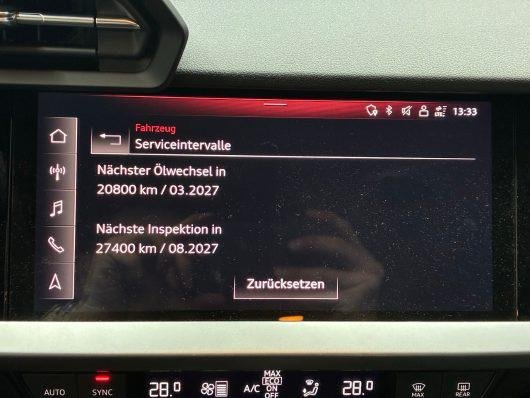 13:33
Fahrzeug
Serviceintervalle
Nächster Ölwechsel in
20800 km / 03.2027
Nächste Inspektion in
27400 km / 08.2027
Zurücksetzen
AUTO SYNC 28.0 A/C MAX ECO ON OFF 28.0 MAX REAR